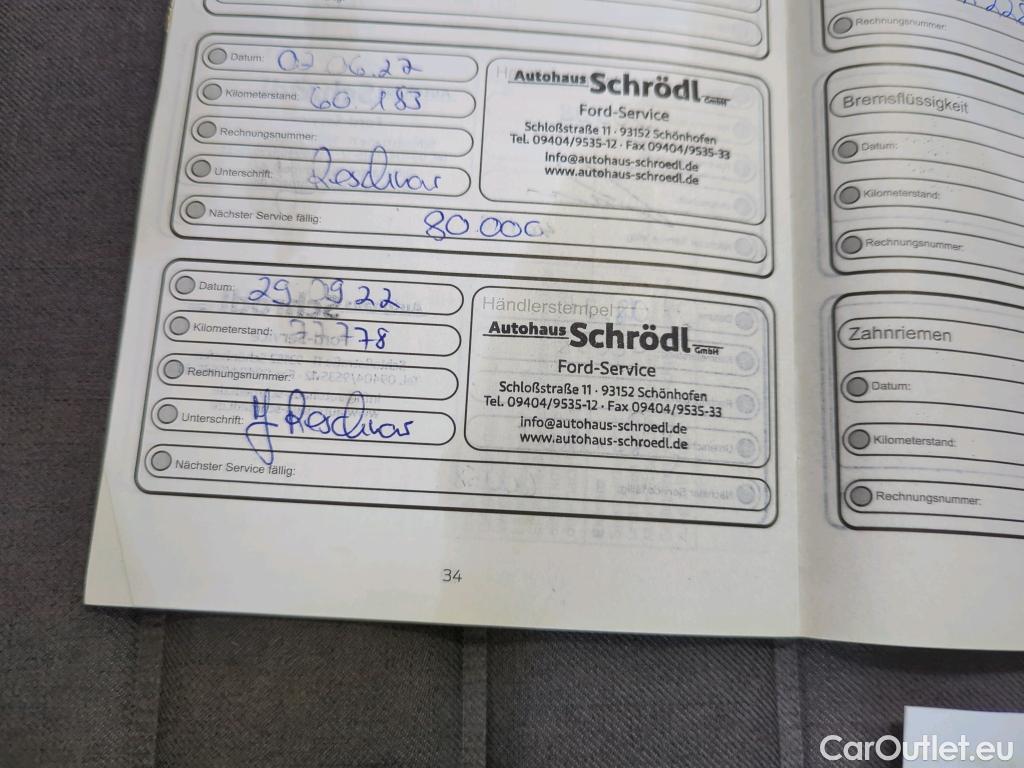 Rechnungsnummer:
Datum: 02 06.22
Kilometerstand: 60 183
Rechnungsnummer:
Unterschrift:
Nächster Service fällig: 80.000
Autohaus Schrödl GmbH
Ford-Service
Schloßstraße 11 · 93152 Schönhofen
Tel. 09404/9535-12 · Fax 09404/9535-33
Info@autohaus-schroedl.de
www.autohaus-schroedl.de
Datum: 29.09.22
Kilometerstand: 77778
Rechnungsnummer:
Unterschrift:
Nächster Service fällig:
Händlerstempel
Autohaus Schrödl GmbH
Ford-Service
Schloßstraße 11 · 93152 Schönhofen
Tel. 09404/9535-12 · Fax 09404/9535-33
info@autohaus-schroedl.de
www.autohaus-schroedl.de
34
Bremsflüssigkeit
Datum:
Kilometerstand:
Rechnungsnummer:
Zahnriemen
Datum:
Kilometerstand:
Rechnungsnummer:
CarOutlet.eu